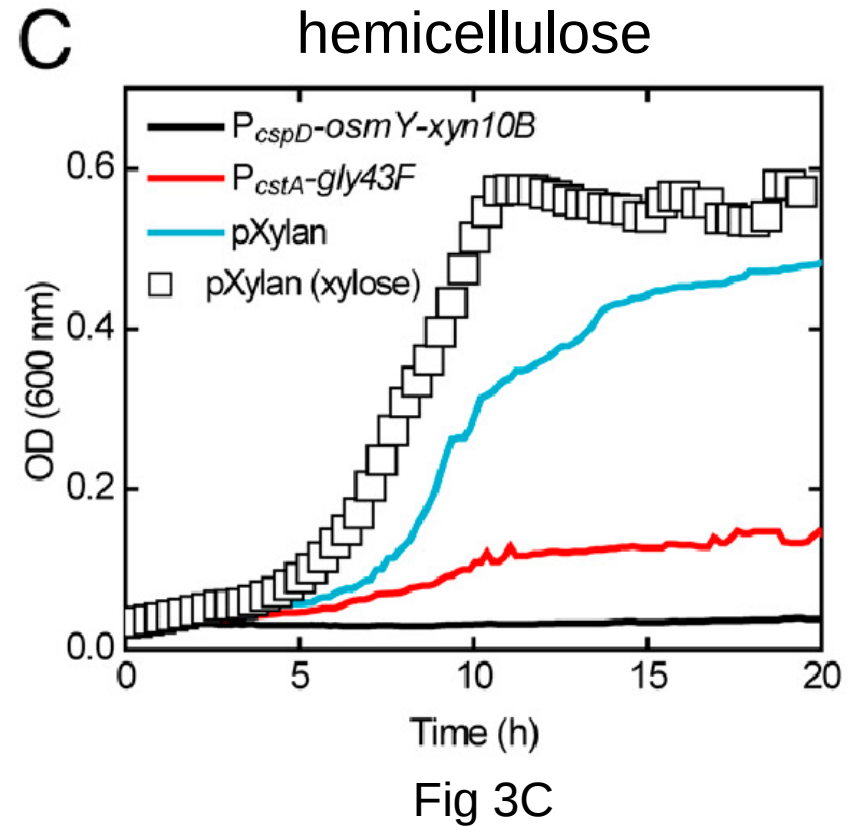 C
hemicellulose
PcspD-osmY-xyn10B
PcstA-gly43F
pXylan
pXylan (xylose)
OD (600 nm)
0.6
0.4
0.2
0.0
0 5 10 15 20
Time (h)
Fig 3C